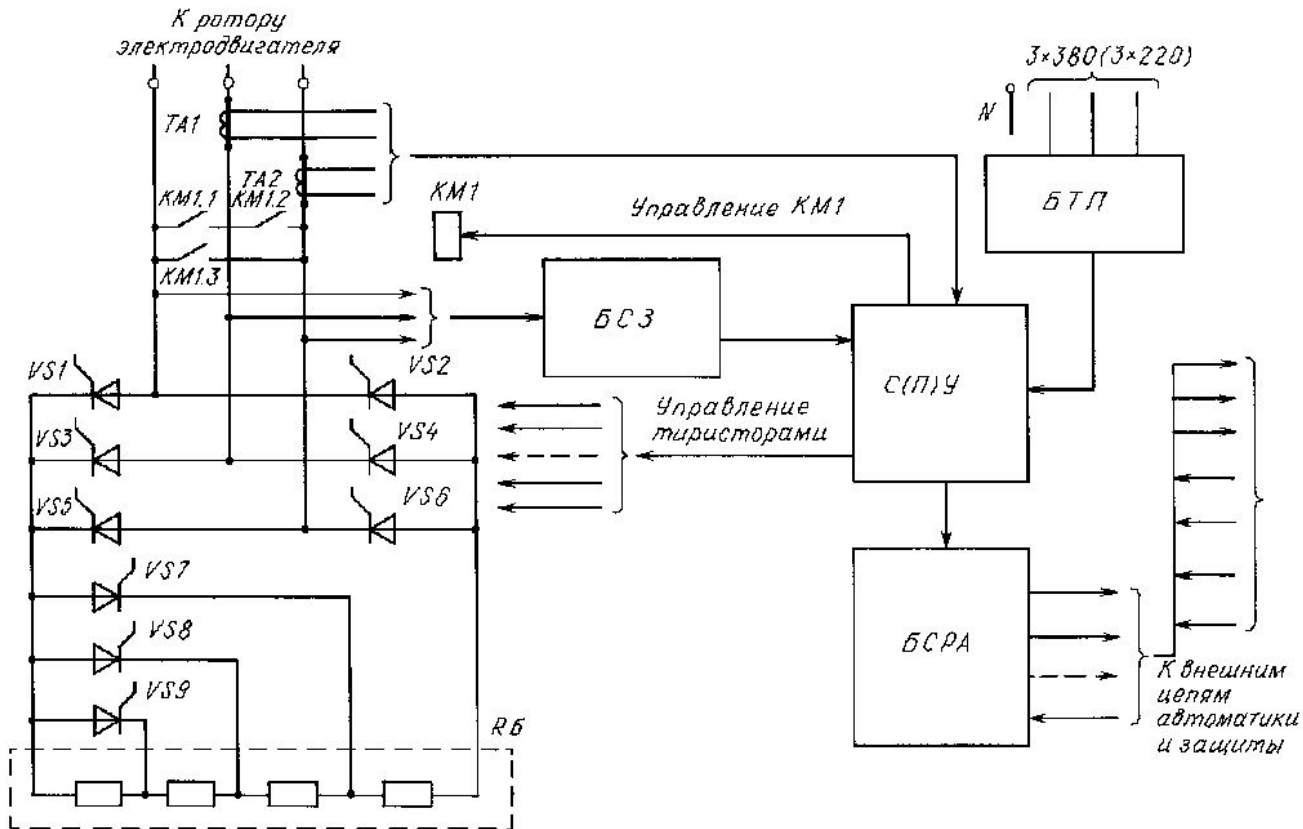 К ротору
электродвигателя
3×380(3×220)
N
TA1
TA2
KM1.1
KM1.2
KM1
Управление KM1
БТП
KM1.3
БСЗ
С(П)У
VS1
VS2
Управление
тиристорами
VS3
VS4
VS5
VS6
VS7
VS8
VS9
БСРА
К внешним
цепям
автоматики
и защиты
RБ